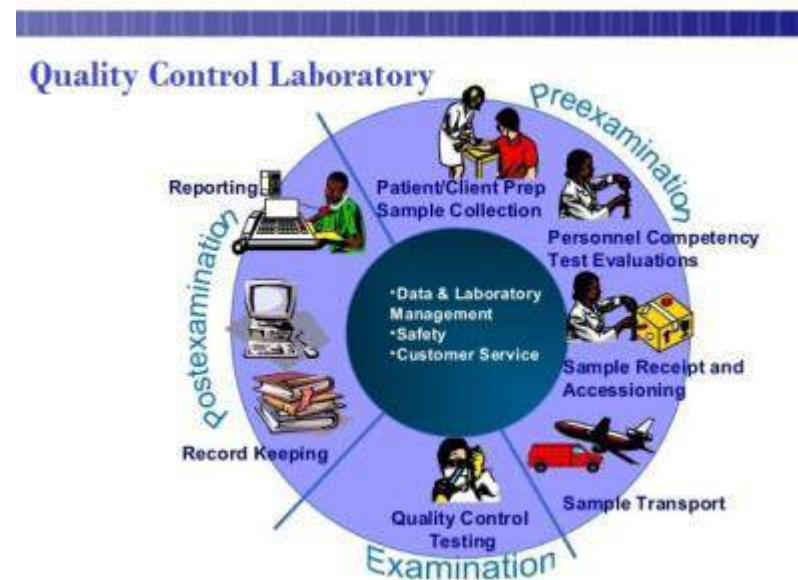 Quality Control Laboratory
Preexamination
Patient/Client Prep
Sample Collection
Personnel Competency
Test Evaluations
Sample Receipt and
Accessioning
Sample Transport
Examination
Quality Control
Testing
Postexamination
Record Keeping
Reporting
•Data & Laboratory
Management
•Safety
•Customer Service